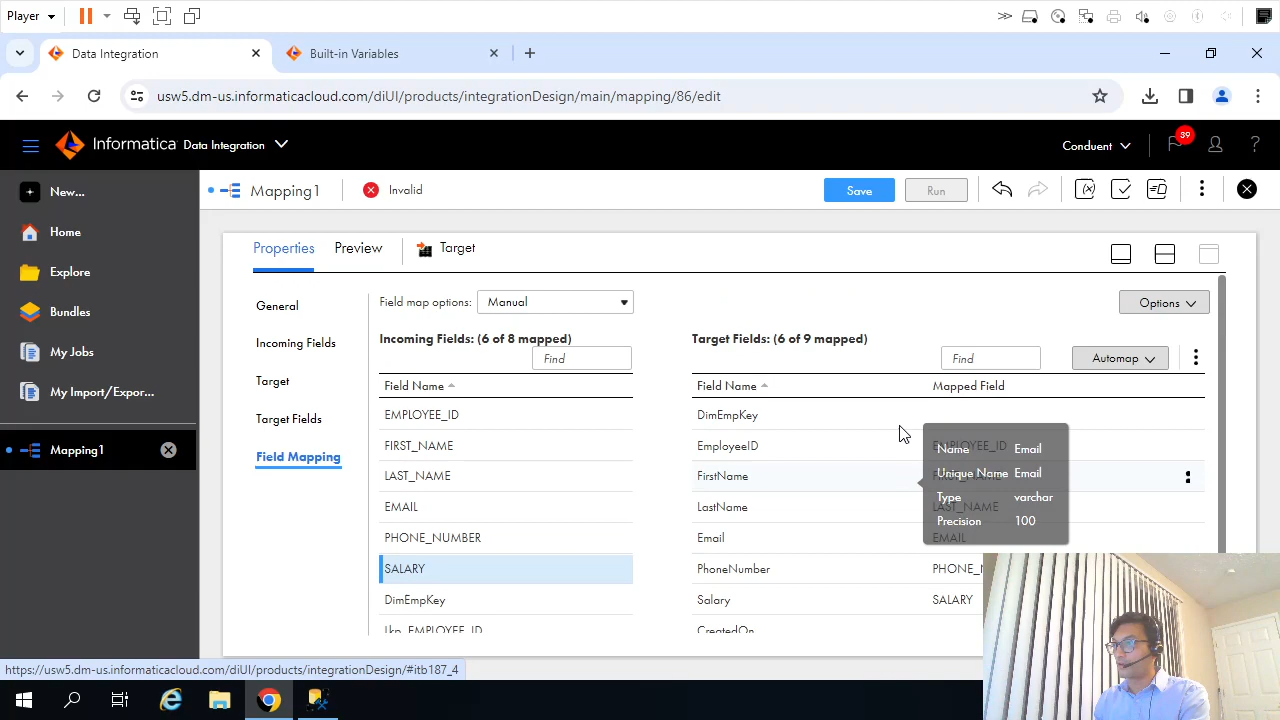 Player
Data Integration
Built-in Variables
usw5.dm-us.informaticacloud.com/diUI/products/integrationDesign/main/mapping/86/edit
Informatica Data Integration
Conduent
39
New...
Home
Explore
Bundles
My Jobs
My Import/Expor...
Mapping1
Mapping1
Invalid
Save
Run
Properties
Preview
Target
General
Incoming Fields
Target
Target Fields
Field Mapping
Field map options:
Manual
Options
Incoming Fields: (6 of 8 mapped)
Find
Field Name
EMPLOYEE_ID
FIRST_NAME
LAST_NAME
EMAIL
PHONE_NUMBER
SALARY
DimEmpKey
Lkp_EMPLOYEE_ID
Target Fields: (6 of 9 mapped)
Find
Automap
Field Name
Mapped Field
DimEmpKey
EmployeeID
EMPLOYEE_ID
FirstName
LastName
LAST_NAME
Email
EMAIL
PhoneNumber
PHONE_N
Salary
SALARY
CreatedOn
Name Email
Unique Name Email
Type varchar
Precision 100
https://usw5.dm-us.informaticacloud.com/diUI/products/integrationDesign/#itb187_4